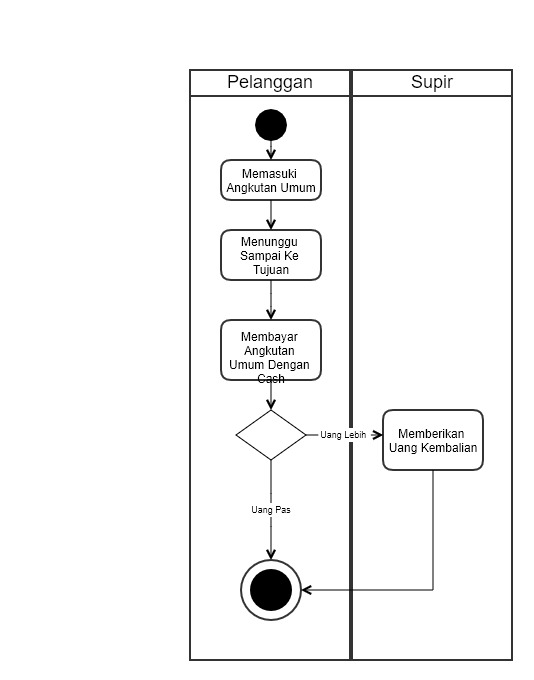 Pelanggan
Supir
Memasuki
Angkutan Umum
Menunggu
Sampai Ke
Tujuan
Membayar
Angkutan
Umum Dengan
Cash
Uang Lebih
Memberikan
Uang Kembalian
Uang Pas